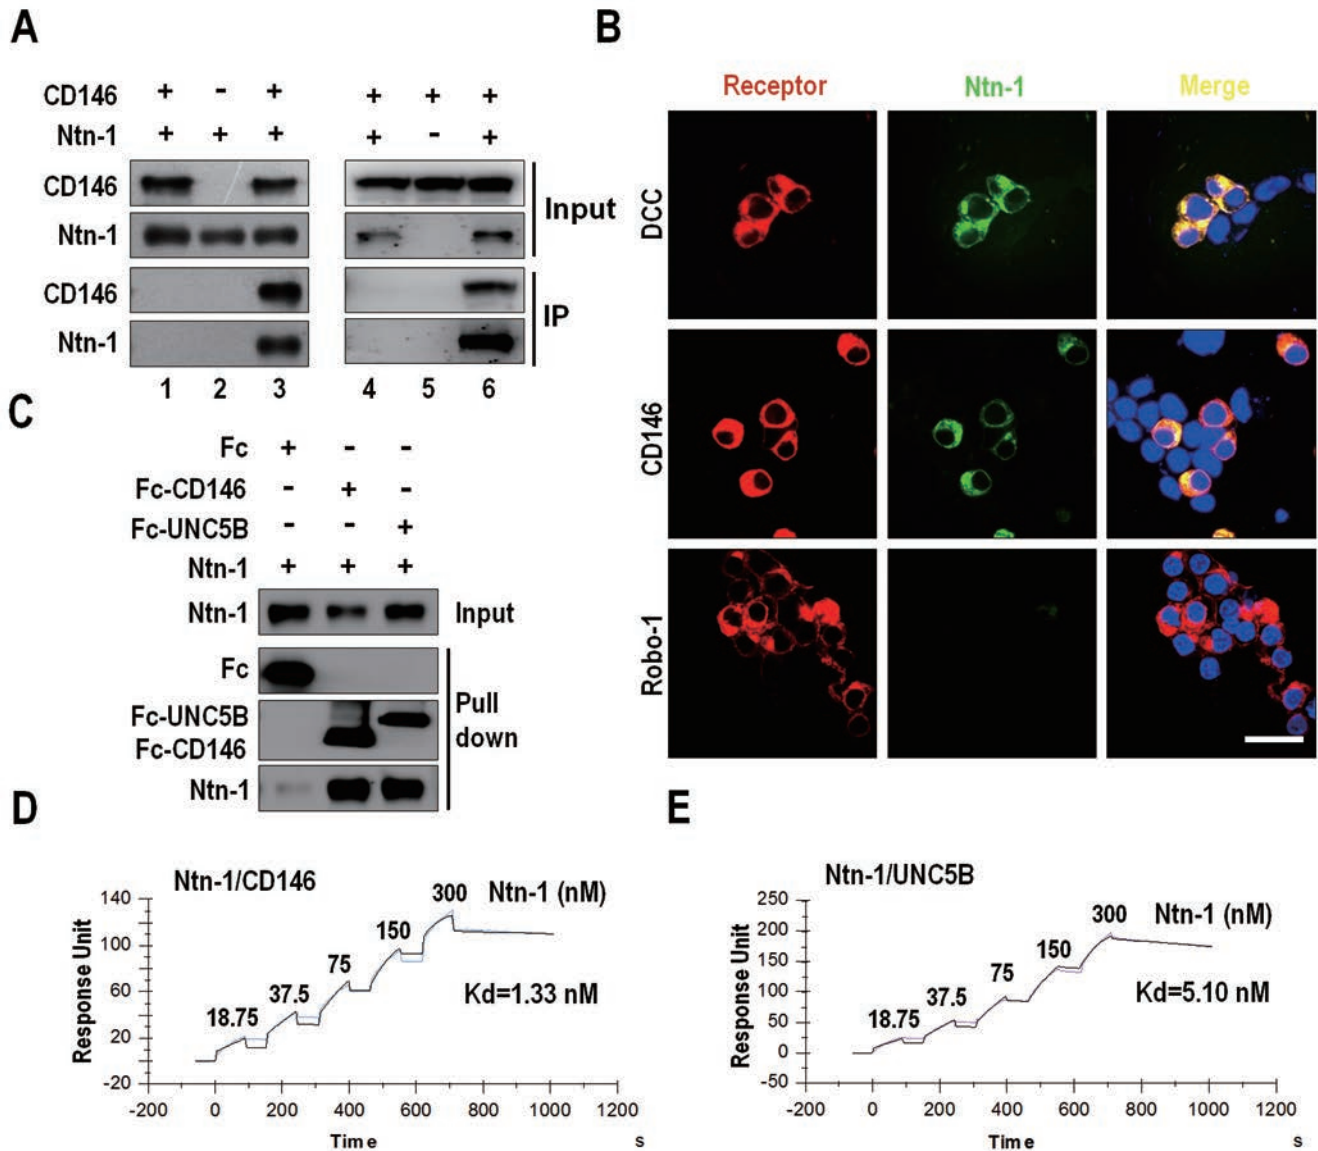 A
CD146 + - + + + +
Ntn-1 + + + + - +
CD146
Ntn-1
Input
CD146
Ntn-1
IP
1 2 3 4 5 6
B
Receptor Ntn-1 Merge
DCC
CD146
Robo-1
C
Fc + - -
Fc-CD146 - + -
Fc-UNC5B - - +
Ntn-1 + + +
Ntn-1 Input
Fc
Fc-UNC5B
Fc-CD146
Ntn-1
Pull
down
D
Ntn-1/CD146
Ntn-1 (nM)
18.75 37.5 75 150 300
Kd=1.33 nM
Response Unit
140
100
60
20
-20
-200 0 200 400 600 800 1000 1200
Time s
E
Ntn-1/UNC5B
Ntn-1 (nM)
18.75 37.5 75 150 300
Kd=5.10 nM
Response Unit
250
200
150
100
50
0
-50
-200 0 200 400 600 800 1000 1200
Time s